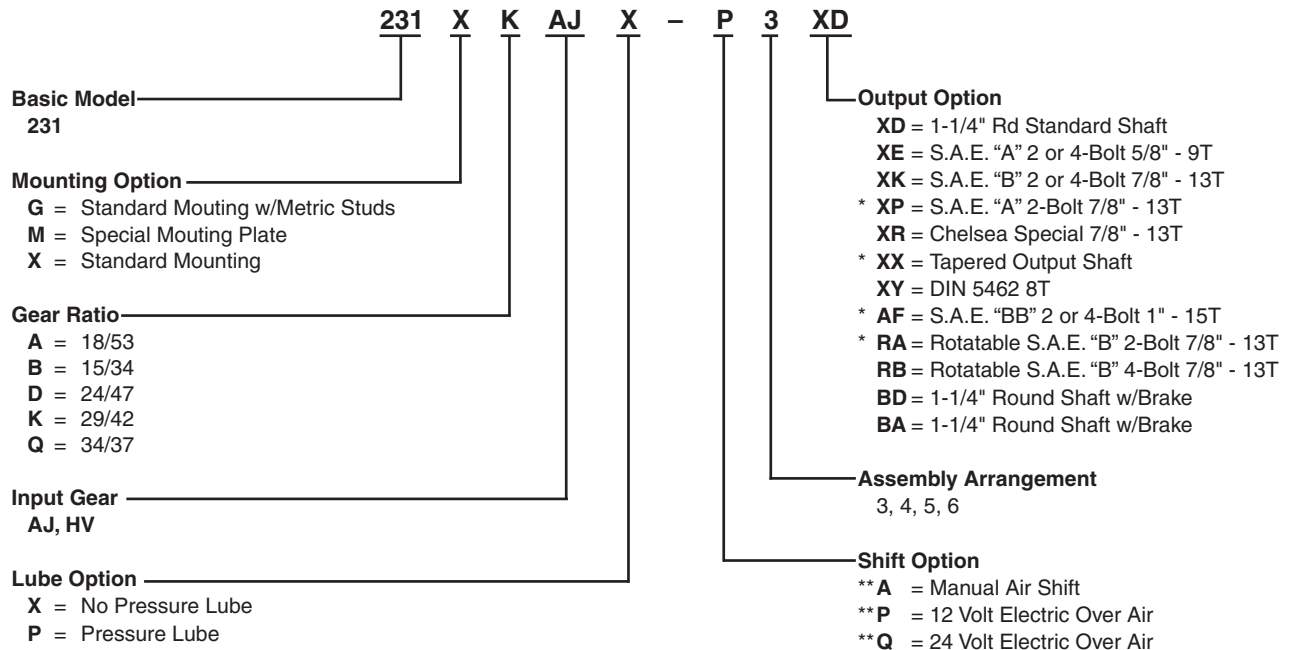 231 X K AJ X – P 3 XD
Basic Model
231
Mounting Option
G = Standard Mouting w/Metric Studs
M = Special Mouting Plate
X = Standard Mounting
Gear Ratio
A = 18/53
B = 15/34
D = 24/47
K = 29/42
Q = 34/37
Input Gear
AJ, HV
Lube Option
X = No Pressure Lube
P = Pressure Lube
Output Option
XD = 1-1/4" Rd Standard Shaft
XE = S.A.E. “A” 2 or 4-Bolt 5/8" - 9T
XK = S.A.E. “B” 2 or 4-Bolt 7/8" - 13T
* XP = S.A.E. “A” 2-Bolt 7/8" - 13T
XR = Chelsea Special 7/8" - 13T
* XX = Tapered Output Shaft
XY = DIN 5462 8T
* AF = S.A.E. “BB” 2 or 4-Bolt 1" - 15T
* RA = Rotatable S.A.E. “B” 2-Bolt 7/8" - 13T
RB = Rotatable S.A.E. “B” 4-Bolt 7/8" - 13T
BD = 1-1/4" Round Shaft w/Brake
BA = 1-1/4" Round Shaft w/Brake
Assembly Arrangement
3, 4, 5, 6
Shift Option
** A = Manual Air Shift
** P = 12 Volt Electric Over Air
** Q = 24 Volt Electric Over Air